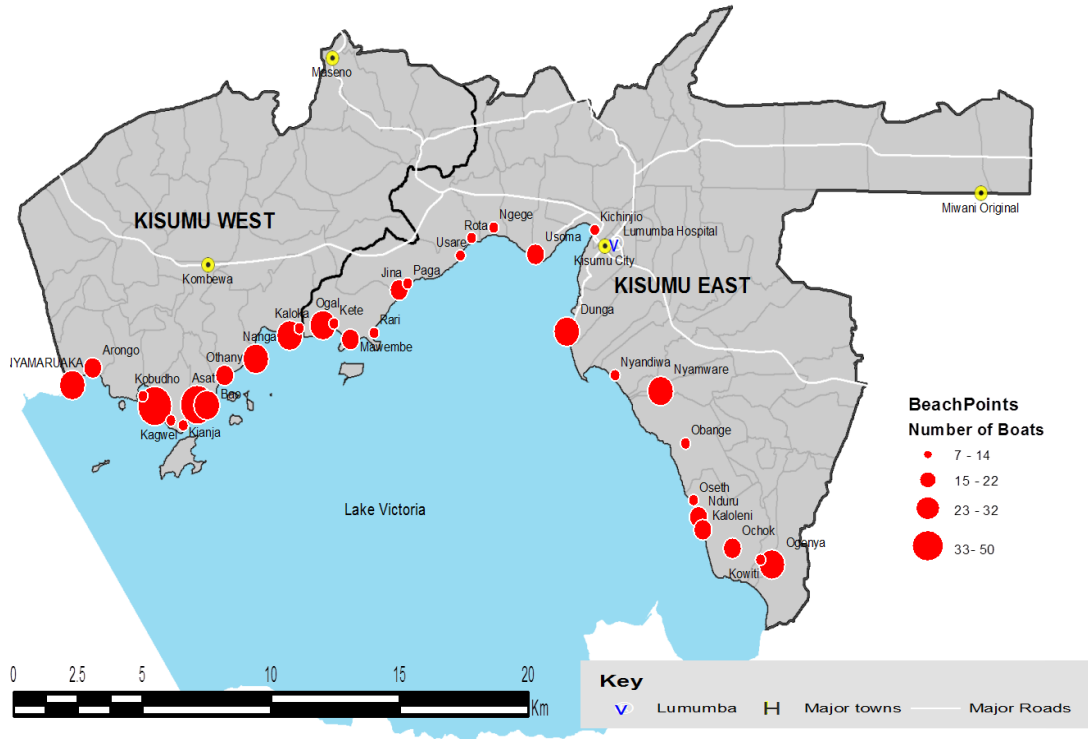 Maseno
KISUMU WEST
Miwani Original
Ngege
Kichinjio
Rota
Lumumba Hospital
Usare
Usoma
V
Kisumu City
Kombewa
Jina
Paga
KISUMU EAST
Ogal
Kete
Kaloka
Dunga
Nanga
Rari
Mawembe
Arongo
Othany
NYAMARUAKA
Nyandiwa
Nyamware
Kobudho
Asat
Bao
Kagwel
Kianja
Obange
BeachPoints
Number of Boats
7 - 14
15 - 22
23 - 32
33- 50
Oseth
Nduru
Kaloleni
Lake Victoria
Ochok
Ogenya
Kowiti
0 2.5 5 10 15 20
Km
Key
V Lumumba H Major towns Major Roads